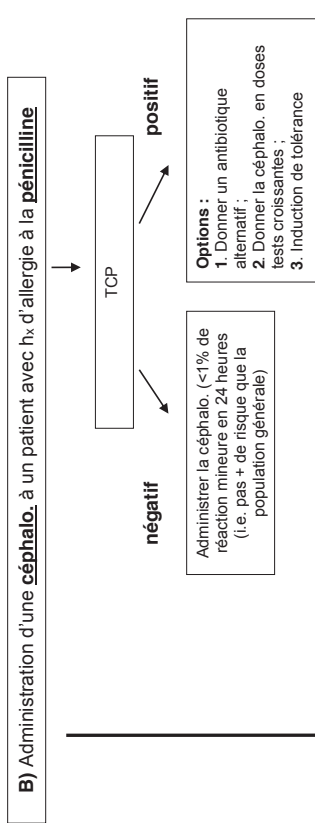 B) Administration d'une céphalo. à un patient avec hx d'allergie à la pénicilline
TCP
négatif
positif
Administrer la céphalo. (<1% de
réaction mineure en 24 heures
(i.e. pas + de risque que la
population générale)
Options :
1. Donner un antibiotique
alternatif ;
2. Donner la céphalo. en doses
tests croissantes ;
3. Induction de tolérance